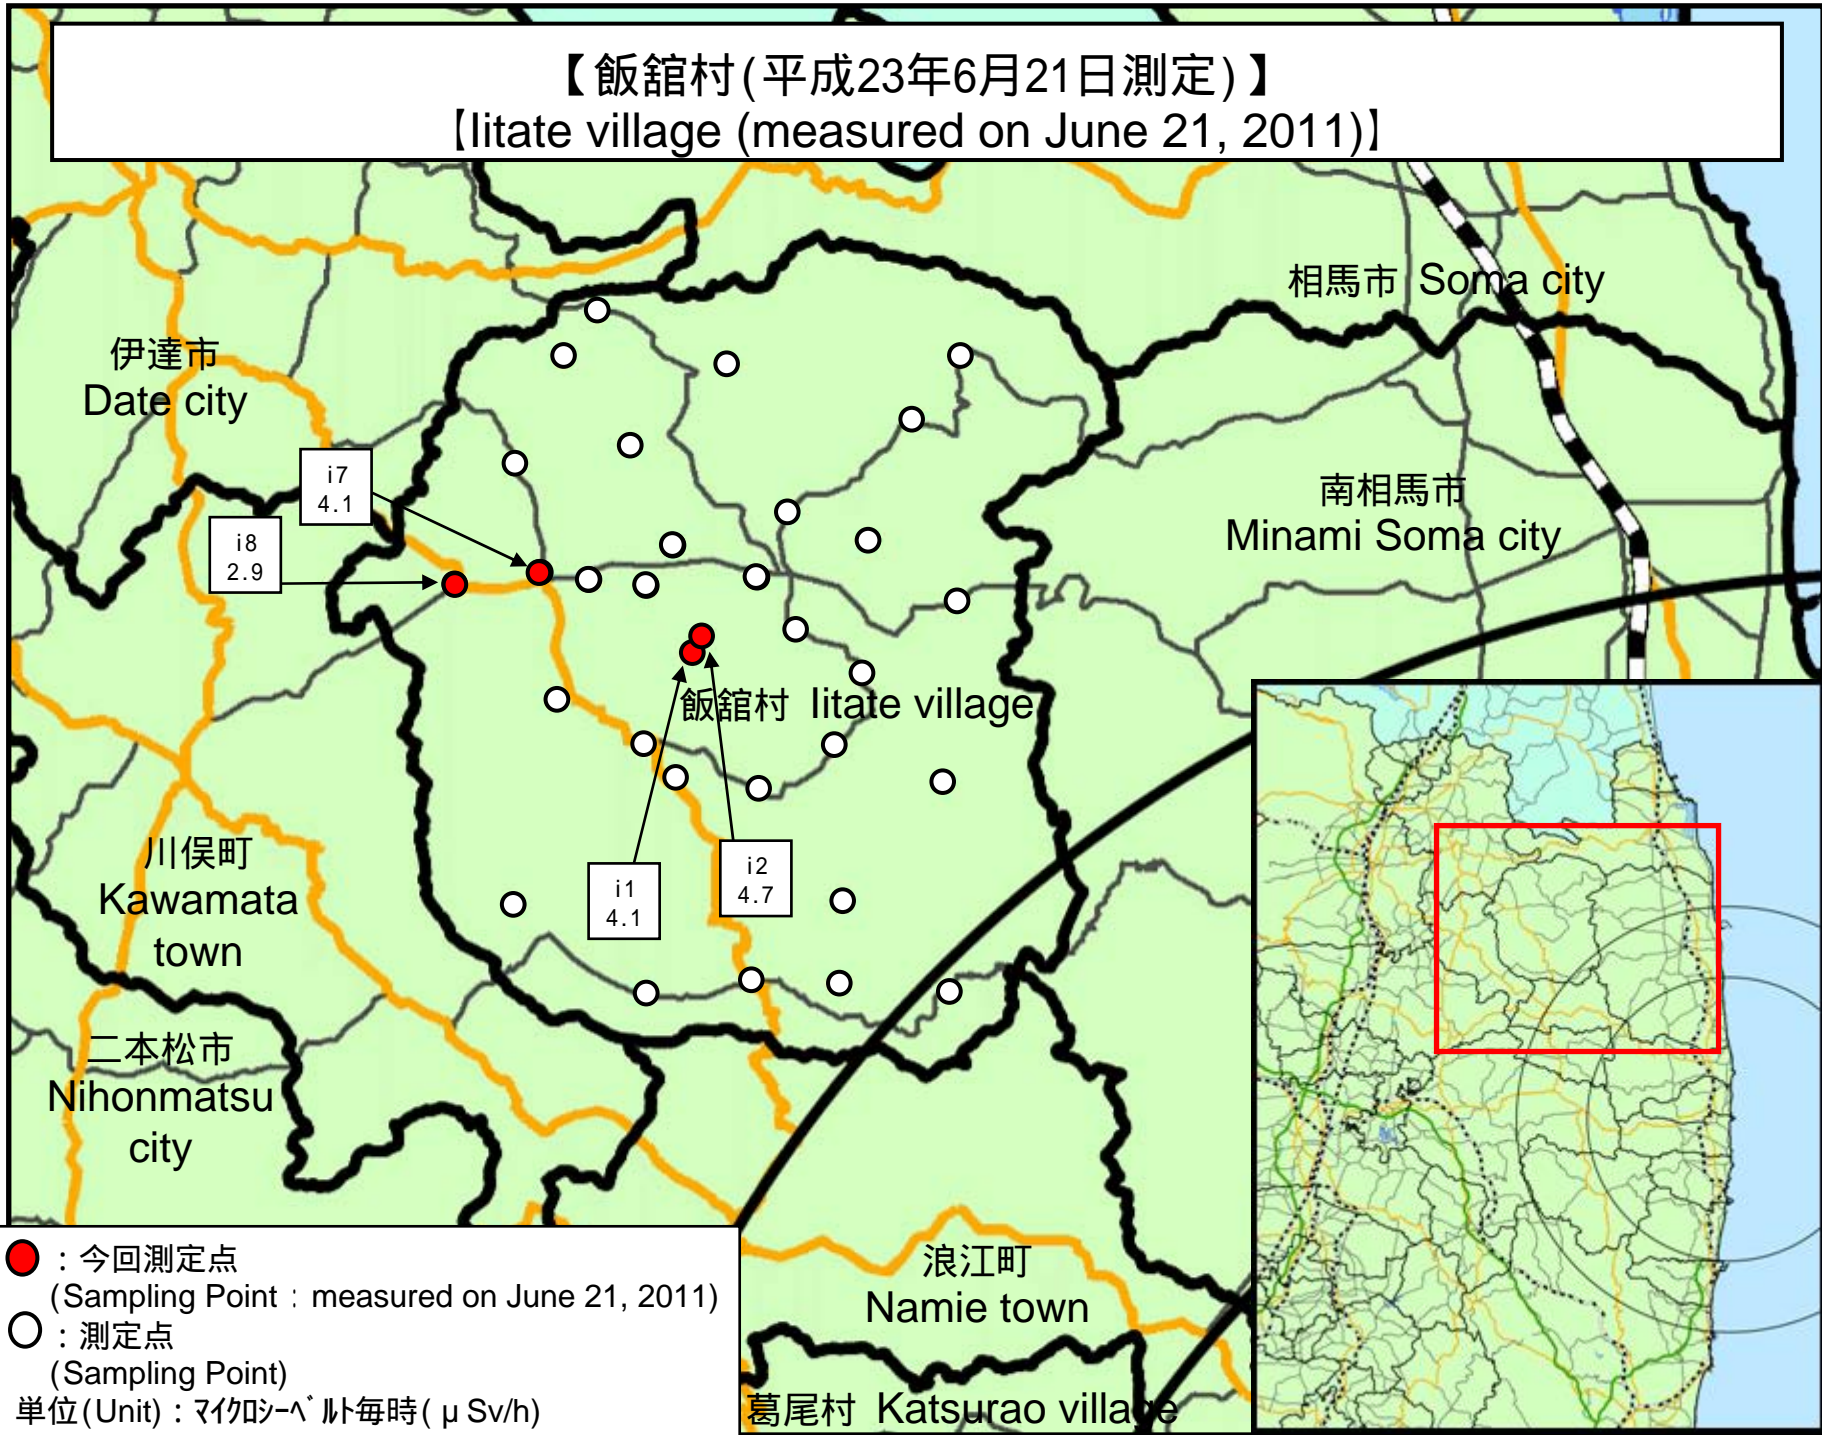 【飯舘村(平成23年6月21日測定)】
【Iitate village (measured on June 21, 2011)】
相馬市 Soma city
伊達市
Date city
i7
4.1
南相馬市
Minami Soma city
i8
2.9
飯舘村 Iitate village
川俣町
Kawamata
town
i1
4.1
i2
4.7
二本松市
Nihonmatsu
city
浪江町
Namie town
葛尾村 Katsurao village
：今回測定点
(Sampling Point：measured on June 21, 2011)
：測定点
(Sampling Point)
単位(Unit)：ﾏｲｸﾛｼｰﾍﾞﾙﾄ毎時(μSv/h)